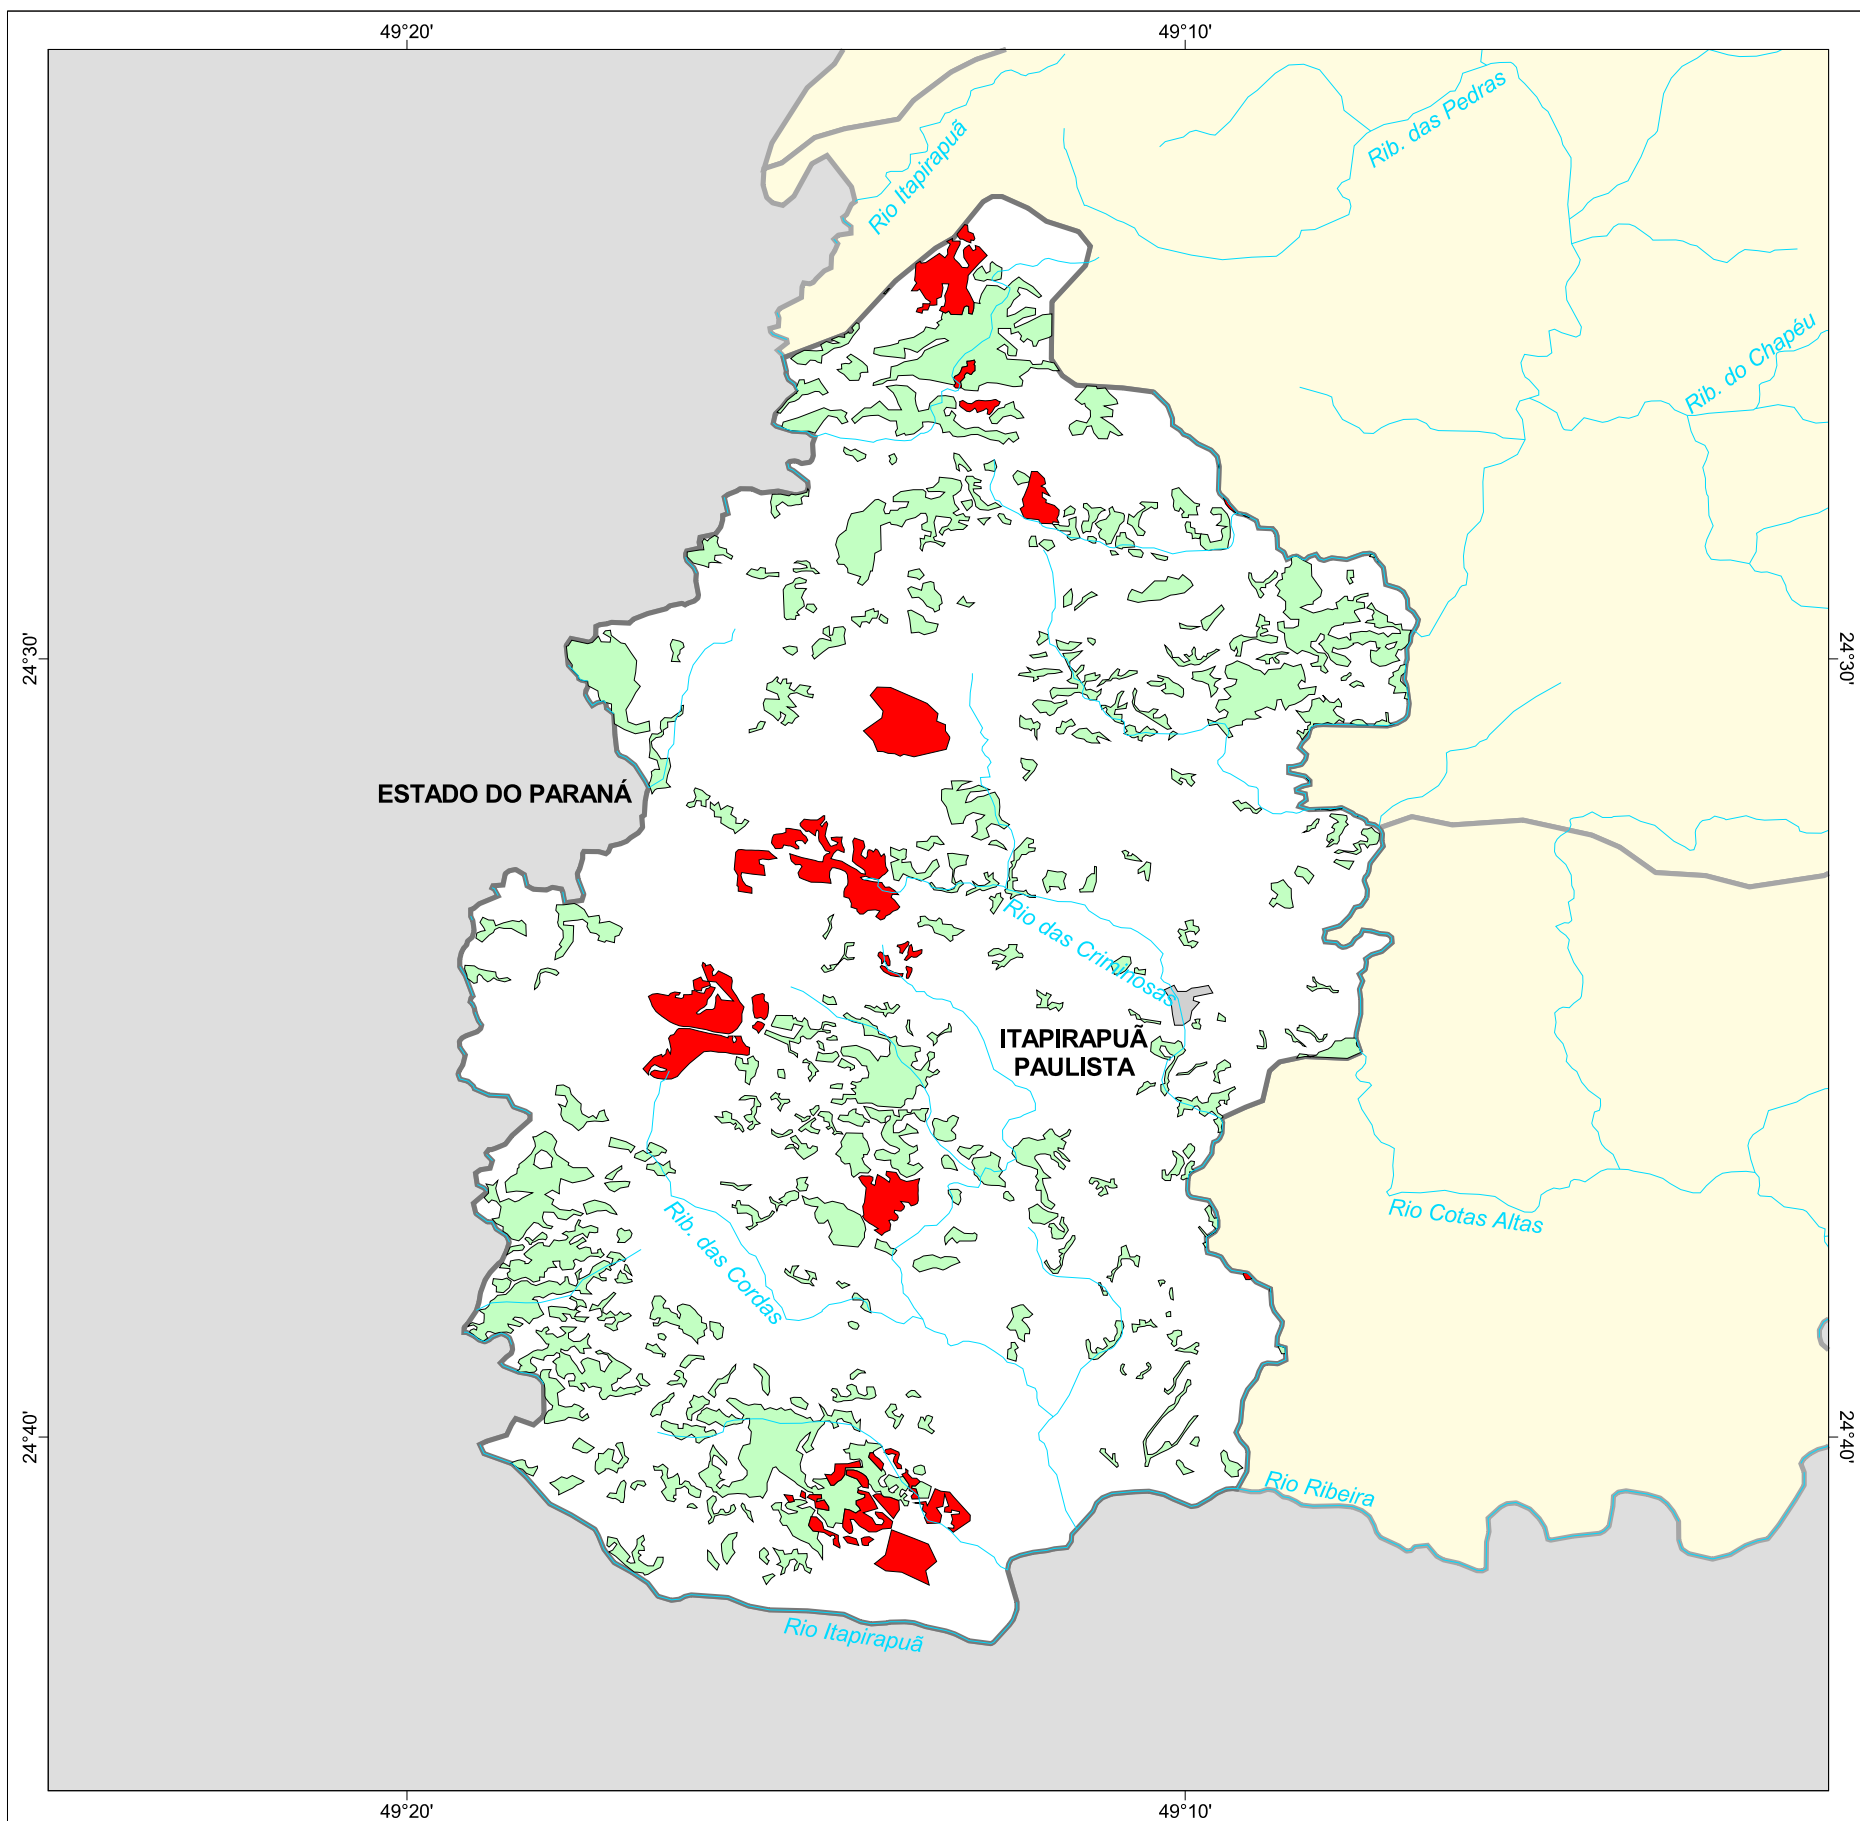 49°20'
49°10'
Rib. das Pedras
Rio Itapirapuã
Rib. do Chapéu
24°30'
24°30'
ESTADO DO PARANÁ
Rio das Criminosas
ITAPIRAPUÃ
PAULISTA
Rio Cotas Altas
Rib. das Cordas
24°40'
24°40'
Rio Ribeira
Rio Itapirapuã
49°20'
49°10'